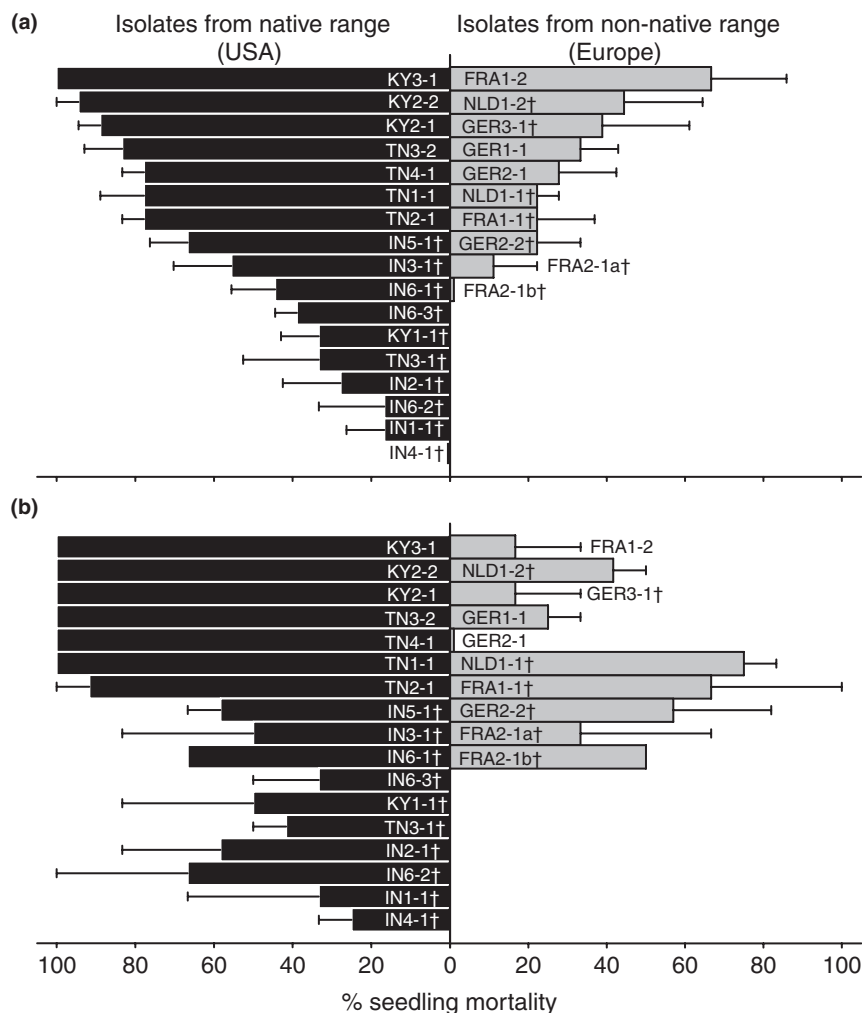 (a)
Isolates from native range
(USA)
Isolates from non-native range
(Europe)
KY3-1 FRA1-2
KY2-2 NLD1-2†
KY2-1 GER3-1†
TN3-2 GER1-1
TN4-1 GER2-1
TN1-1 NLD1-1†
TN2-1 FRA1-1†
IN5-1† GER2-2†
IN3-1† FRA2-1a†
IN6-1† FRA2-1b†
IN6-3†
KY1-1†
TN3-1†
IN2-1†
IN6-2†
IN1-1†
IN4-1†
(b)
KY3-1 FRA1-2
KY2-2 NLD1-2†
KY2-1 GER3-1†
TN3-2 GER1-1
TN4-1 GER2-1
TN1-1 NLD1-1†
TN2-1 FRA1-1†
IN5-1† GER2-2†
IN3-1† FRA2-1a†
IN6-1† FRA2-1b†
IN6-3†
KY1-1†
TN3-1†
IN2-1†
IN6-2†
IN1-1†
IN4-1†
100 80 60 40 20 0 20 40 60 80 100
% seedling mortality